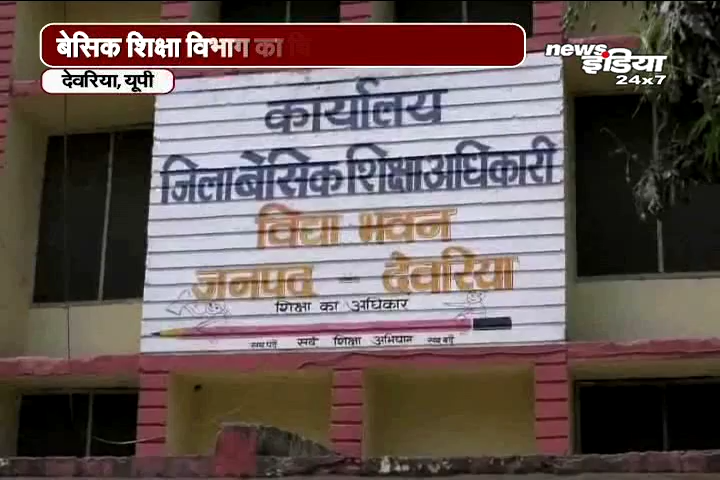 बेसिक शिक्षा विभाग का
देवरिया, यूपी
news
इंडिया
24x7
कार्यालय
जिला बेसिक शिक्षा अधिकारी
विद्या भवन
जनपद - देवरिया
शिक्षा का अधिकार
सब पढ़ें सर्व शिक्षा अभियान सब बढ़ें